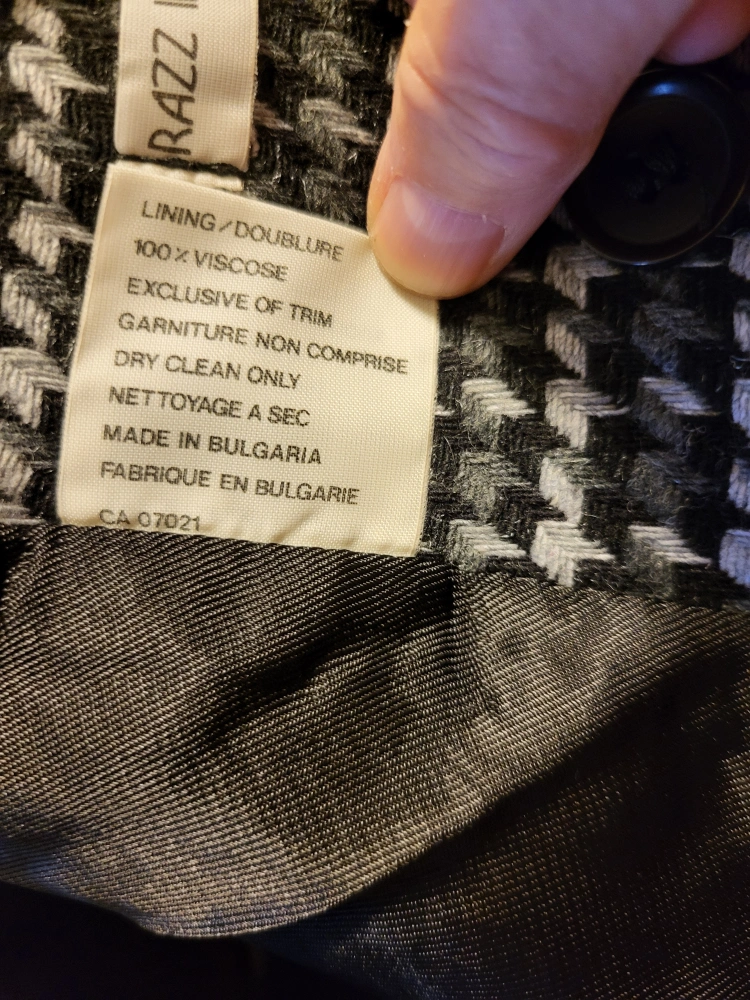 RAZZ
LINING/DOUBLURE
100% VISCOSE
EXCLUSIVE OF TRIM
GARNITURE NON COMPRISE
DRY CLEAN ONLY
NETTOYAGE A SEC
MADE IN BULGARIA
FABRIQUE EN BULGARIE
CA 07021